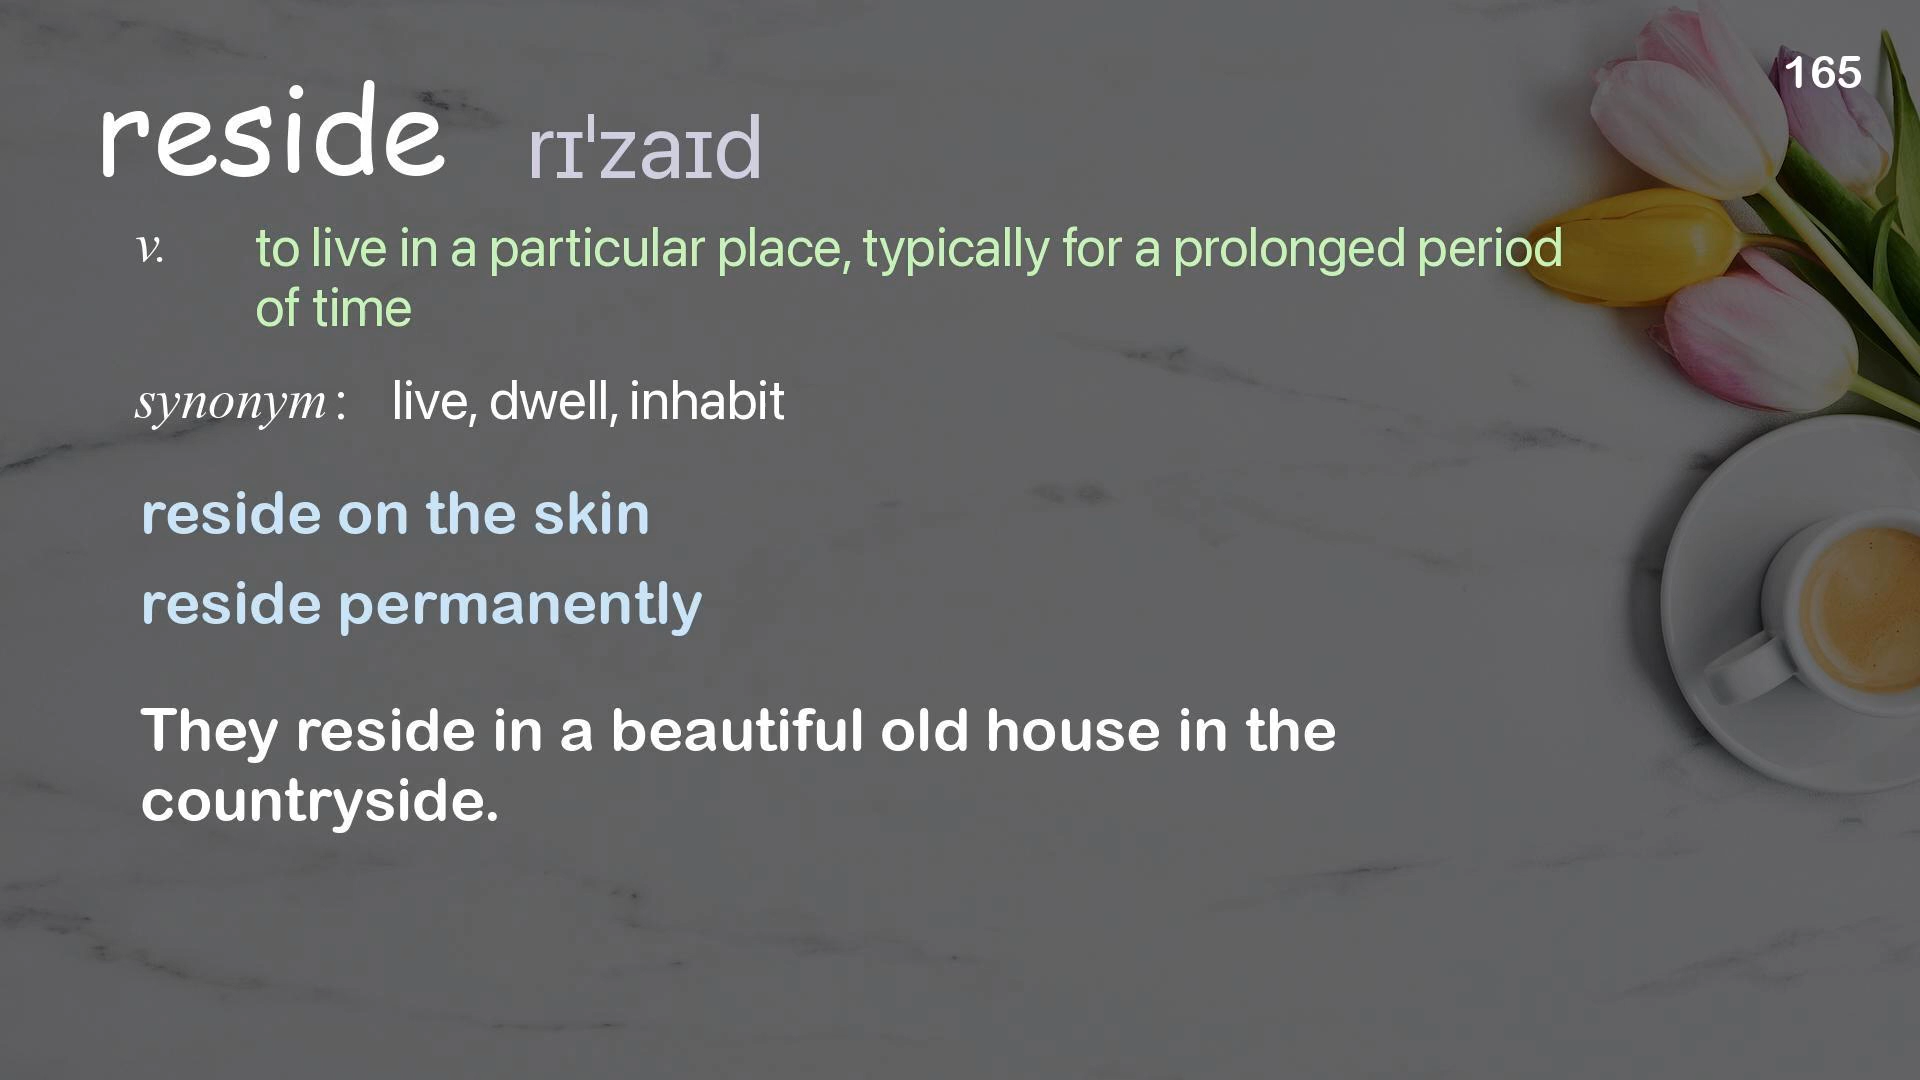 165
reside rɪˈzaɪd
v. to live in a particular place, typically for a prolonged period
of time
synonym : live, dwell, inhabit
reside on the skin
reside permanently
They reside in a beautiful old house in the
countryside.